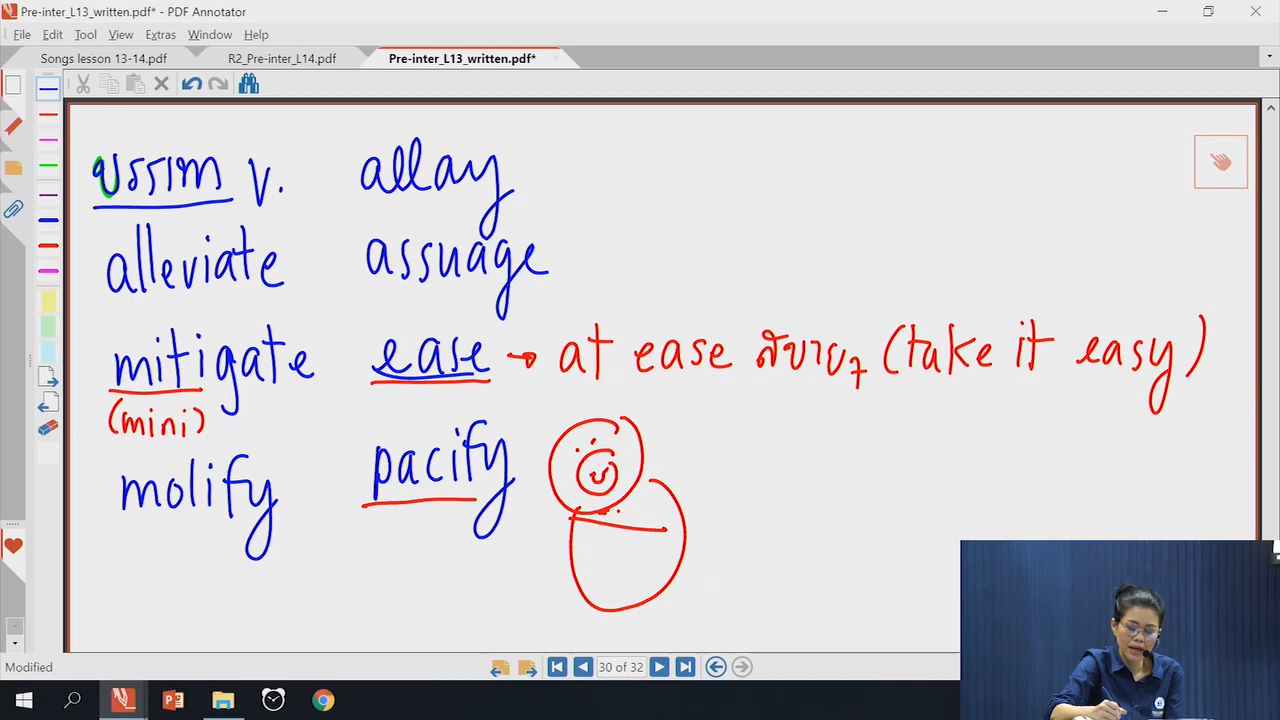 Pre-inter_L13_written.pdf* - PDF Annotator
File Edit Tool View Extras Window Help
Songs lesson 13-14.pdf R2_Pre-inter_L14.pdf Pre-inter_L13_written.pdf*
บรรเทา v. allay
alleviate assuage
mitigate ease → at ease สบายๆ (take it easy)
(mini)
molify pacify
Modified 30 of 32